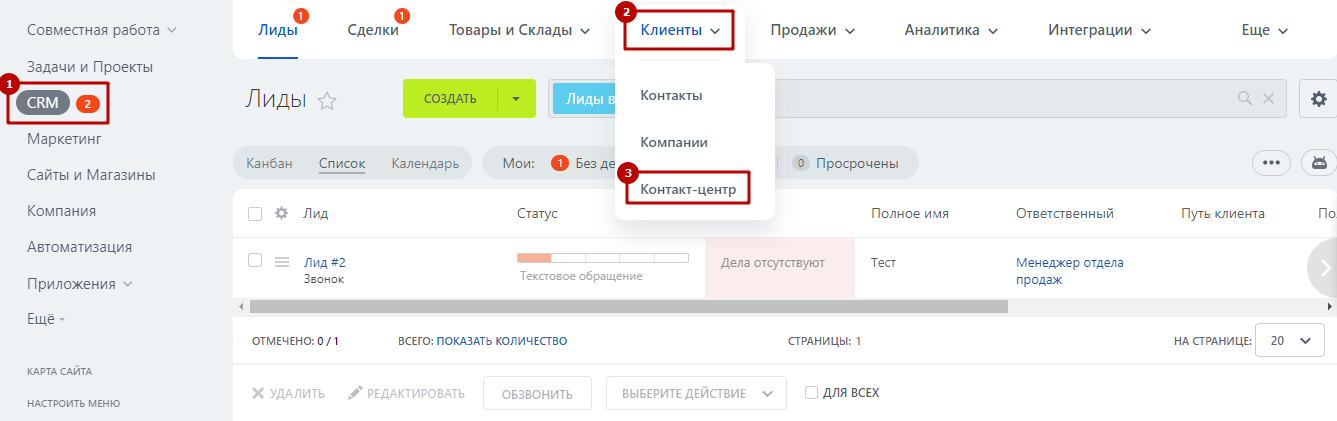 Совместная работа
Задачи и Проекты
1
CRM 2
Маркетинг
Сайты и Магазины
Компания
Автоматизация
Приложения
Ещё
КАРТА САЙТА
НАСТРОИТЬ МЕНЮ
Лиды 1 Сделки 1 Товары и Склады 2 Клиенты Продажи Аналитика Интеграции Еще
Контакты
Компании
3
Контакт-центр
Лиды СОЗДАТЬ Лиды в
Канбан Список Календарь Мои: 1 Без де 0 Просрочены
Лид Статус Полное имя Ответственный Путь клиента По
Лид #2 Дела отсутствуют Тест Менеджер отдела
Звонок Текстовое обращение продаж
ОТМЕЧЕНО: 0 / 1 ВСЕГО: ПОКАЗАТЬ КОЛИЧЕСТВО СТРАНИЦЫ: 1 НА СТРАНИЦЕ: 20
УДАЛИТЬ РЕДАКТИРОВАТЬ ОБЗВОНИТЬ ВЫБЕРИТЕ ДЕЙСТВИЕ ДЛЯ ВСЕХ